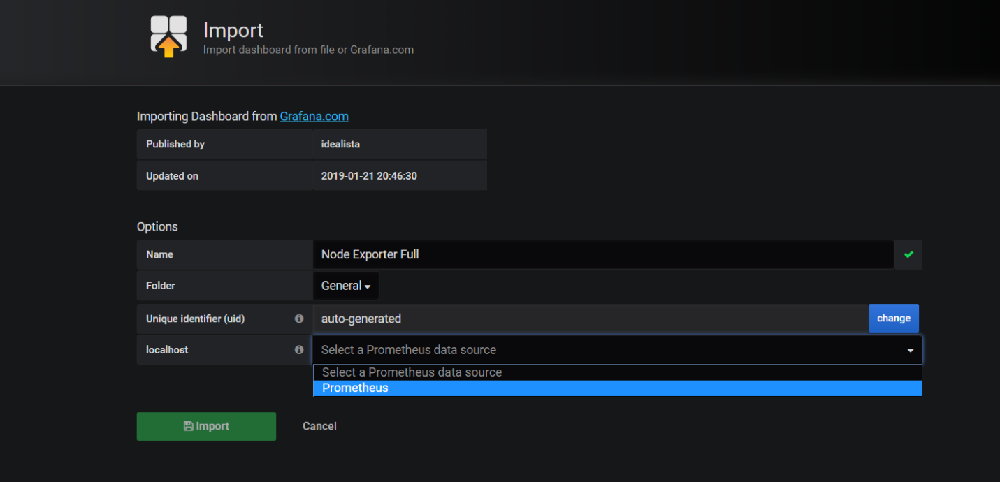 Import
Import dashboard from file or Grafana.com
Importing Dashboard from Grafana.com
Published by idealista
Updated on 2019-01-21 20:46:30
Options
Name Node Exporter Full
Folder General
Unique identifier (uid) auto-generated change
localhost Select a Prometheus data source
Select a Prometheus data source
Prometheus
Import Cancel